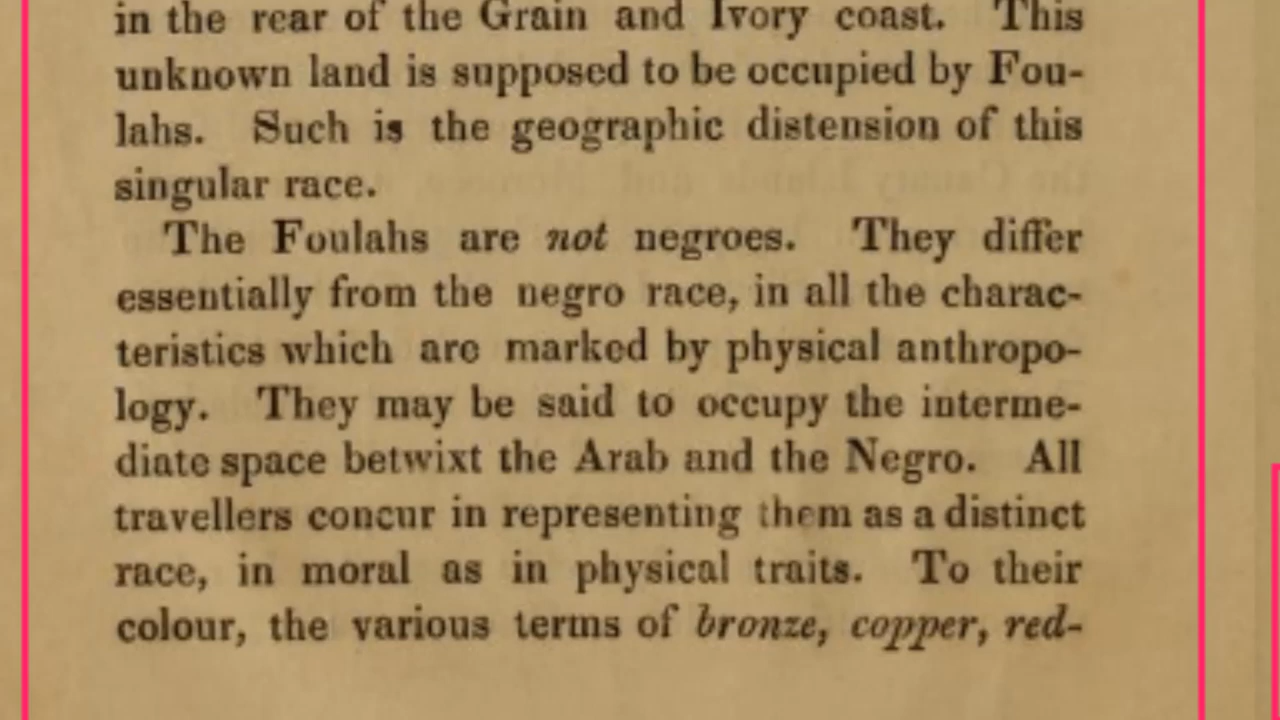 in the rear of the Grain and Ivory coast. This
unknown land is supposed to be occupied by Fou-
lahs. Such is the geographic distension of this
singular race.
The Foulahs are not negroes. They differ
essentially from the negro race, in all the charac-
teristics which are marked by physical anthropo-
logy. They may be said to occupy the interme-
diate space betwixt the Arab and the Negro. All
travellers concur in representing them as a distinct
race, in moral as in physical traits. To their
colour, the various terms of bronze, copper, red-